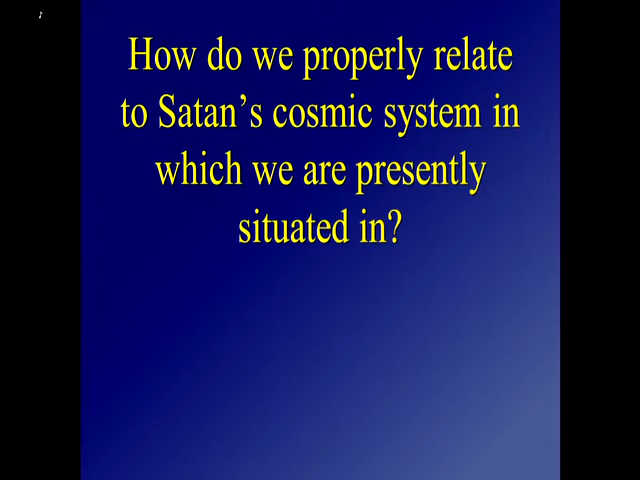 How do we properly relate
to Satan’s cosmic system in
which we are presently
situated in?